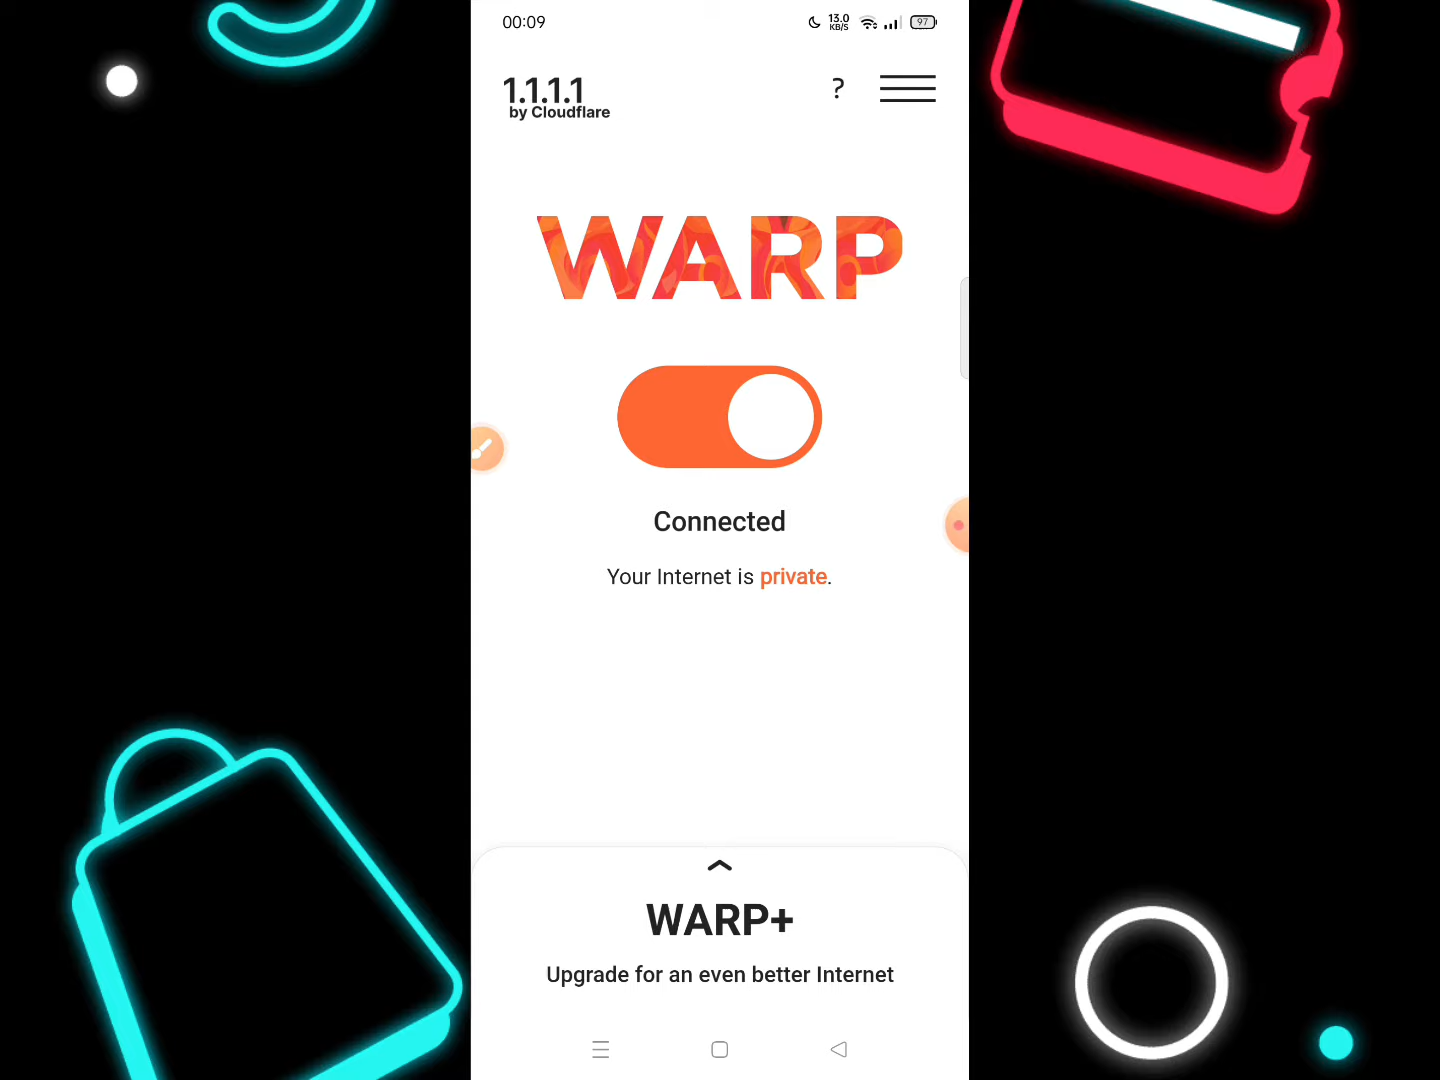 00:09
13.0
KB/S
97
1.1.1.1
?
by Cloudflare
WARP
Connected
Your Internet is private.
WARP+
Upgrade for an even better Internet